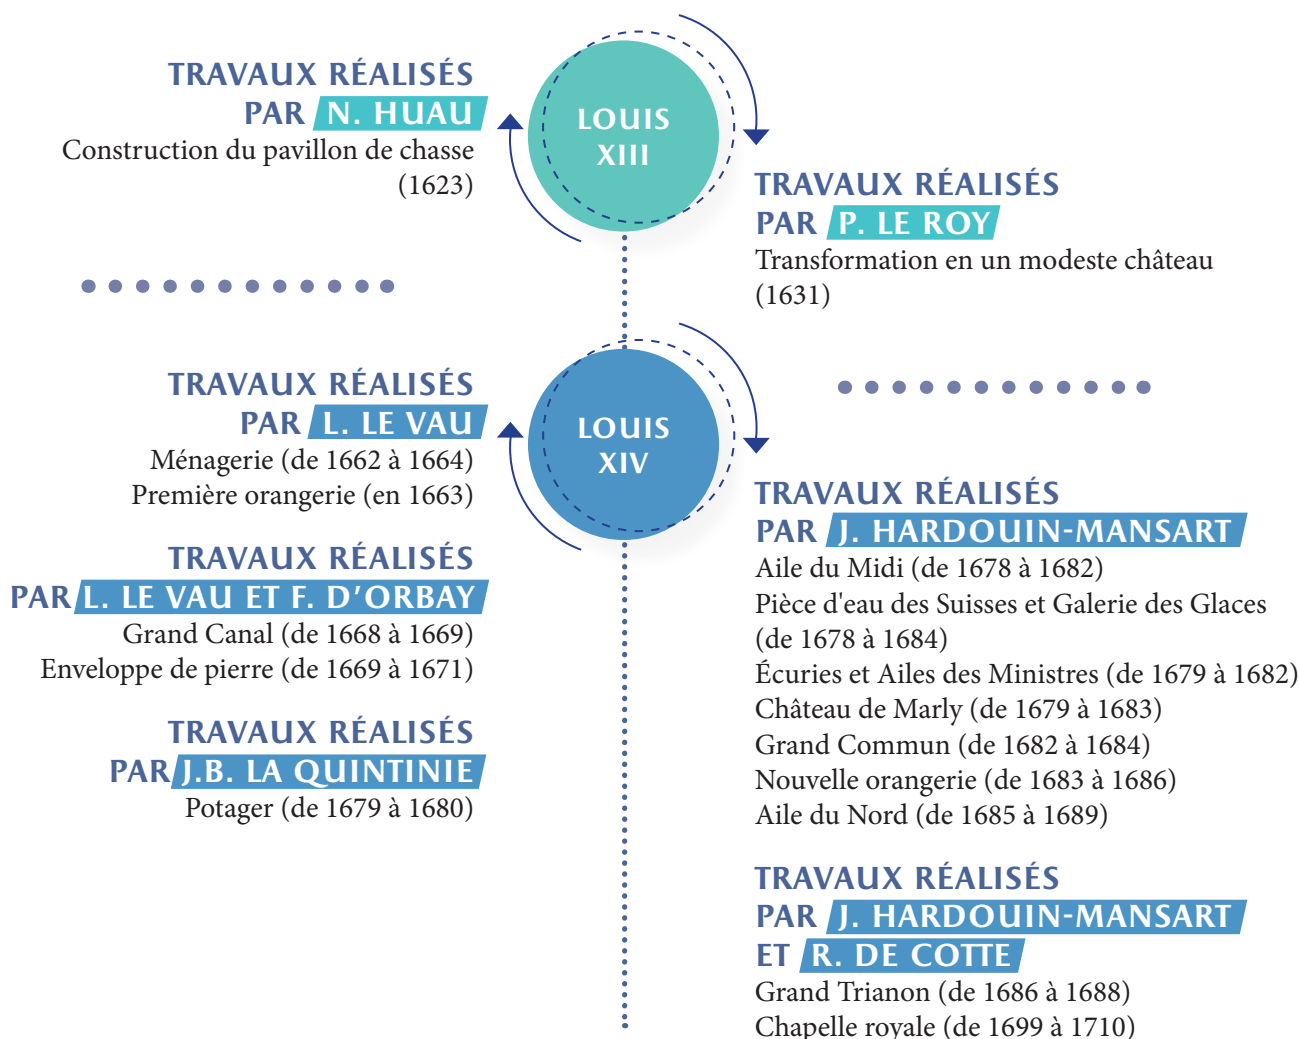 TRAVAUX RÉALISÉS
PAR N. HUAU
Construction du pavillon de chasse
(1623)
LOUIS
XIII
TRAVAUX RÉALISÉS
PAR P. LE ROY
Transformation en un modeste château
(1631)
TRAVAUX RÉALISÉS
PAR L. LE VAU
Ménagerie (de 1662 à 1664)
Première orangerie (en 1663)
TRAVAUX RÉALISÉS
PAR L. LE VAU ET F. D'ORBAY
Grand Canal (de 1668 à 1669)
Enveloppe de pierre (de 1669 à 1671)
TRAVAUX RÉALISÉS
PAR J.B. LA QUINTINIE
Potager (de 1679 à 1680)
LOUIS
XIV
TRAVAUX RÉALISÉS
PAR J. HARDOUIN-MANSART
Aile du Midi (de 1678 à 1682)
Pièce d'eau des Suisses et Galerie des Glaces
(de 1678 à 1684)
Écuries et Ailes des Ministres (de 1679 à 1682)
Château de Marly (de 1679 à 1683)
Grand Commun (de 1682 à 1684)
Nouvelle orangerie (de 1683 à 1686)
Aile du Nord (de 1685 à 1689)
TRAVAUX RÉALISÉS
PAR J. HARDOUIN-MANSART
ET R. DE COTTE
Grand Trianon (de 1686 à 1688)
Chapelle royale (de 1699 à 1710)